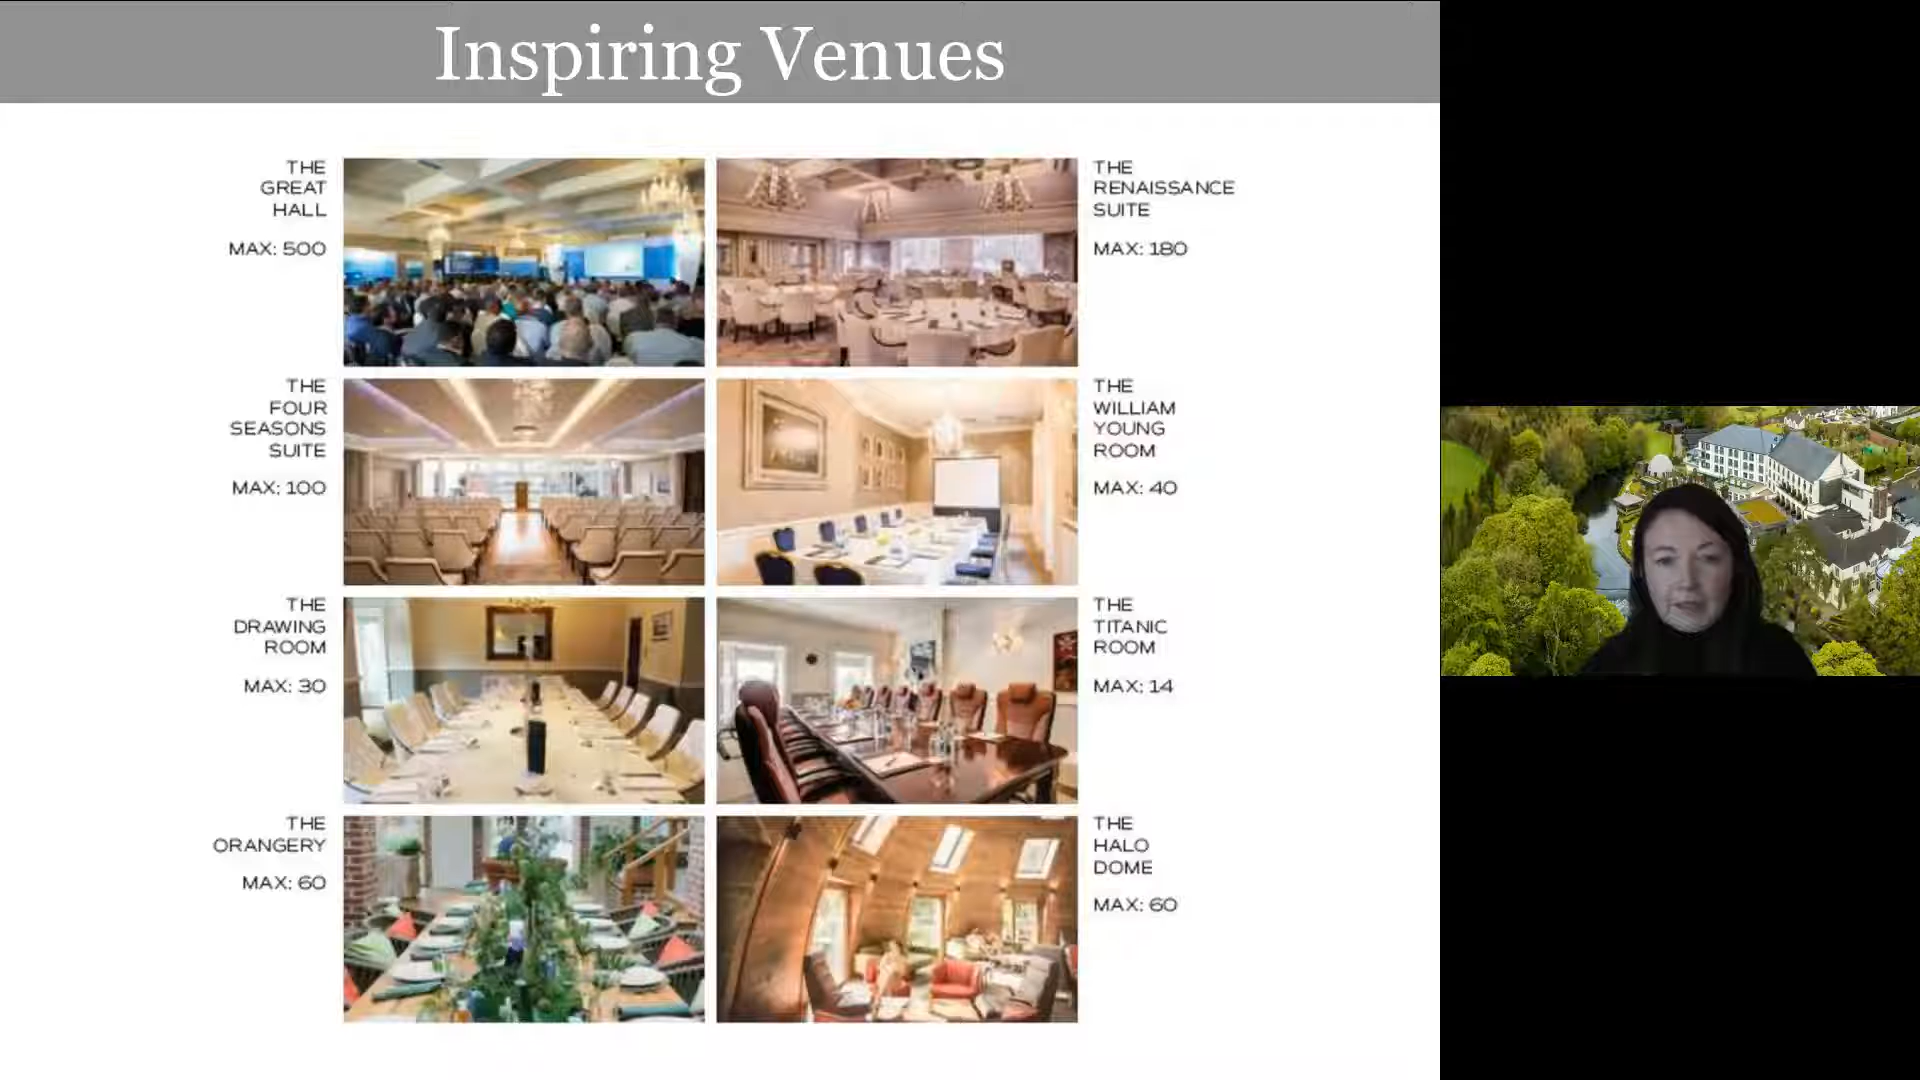 Inspiring Venues
THE
GREAT
HALL
MAX: 500
THE
RENAISSANCE
SUITE
MAX: 180
THE
FOUR
SEASONS
SUITE
MAX: 100
THE
WILLIAM
YOUNG
ROOM
MAX: 40
THE
DRAWING
ROOM
MAX: 30
THE
TITANIC
ROOM
MAX: 14
THE
ORANGERY
MAX: 60
THE
HALO
DOME
MAX: 60